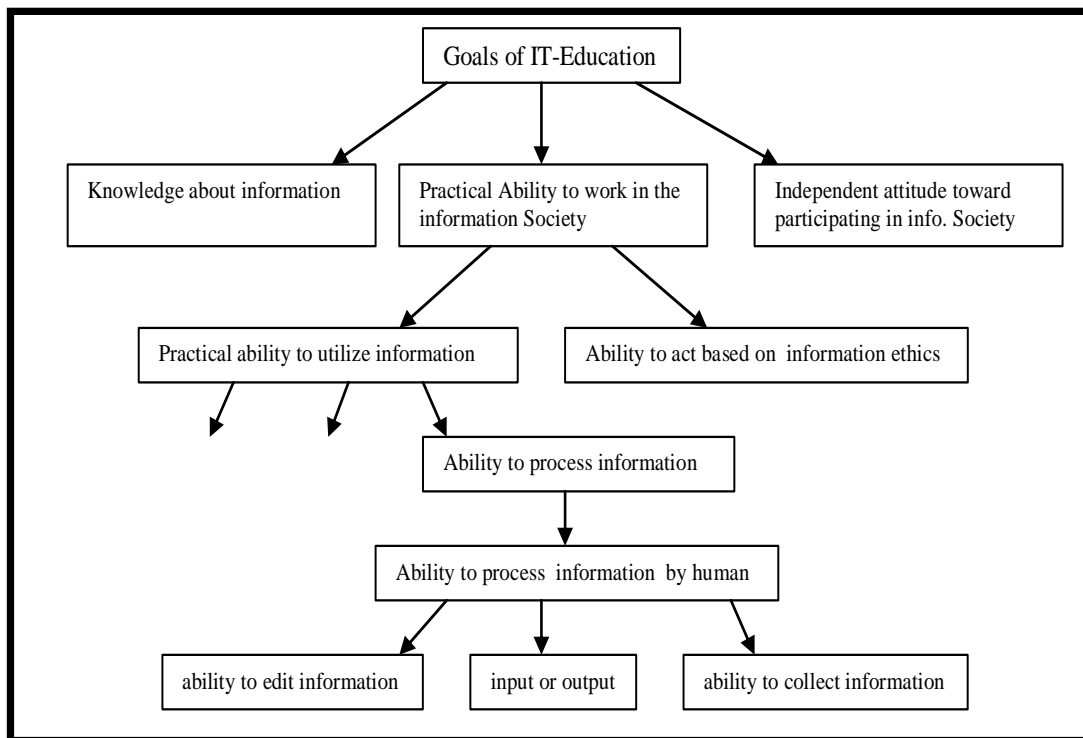 Goals of IT-Education
Knowledge about information
Practical Ability to work in the
information Society
Independent attitude toward
participating in info. Society
Practical ability to utilize information
Ability to act based on information ethics
Ability to process information
Ability to process information by human
ability to edit information
input or output
ability to collect information